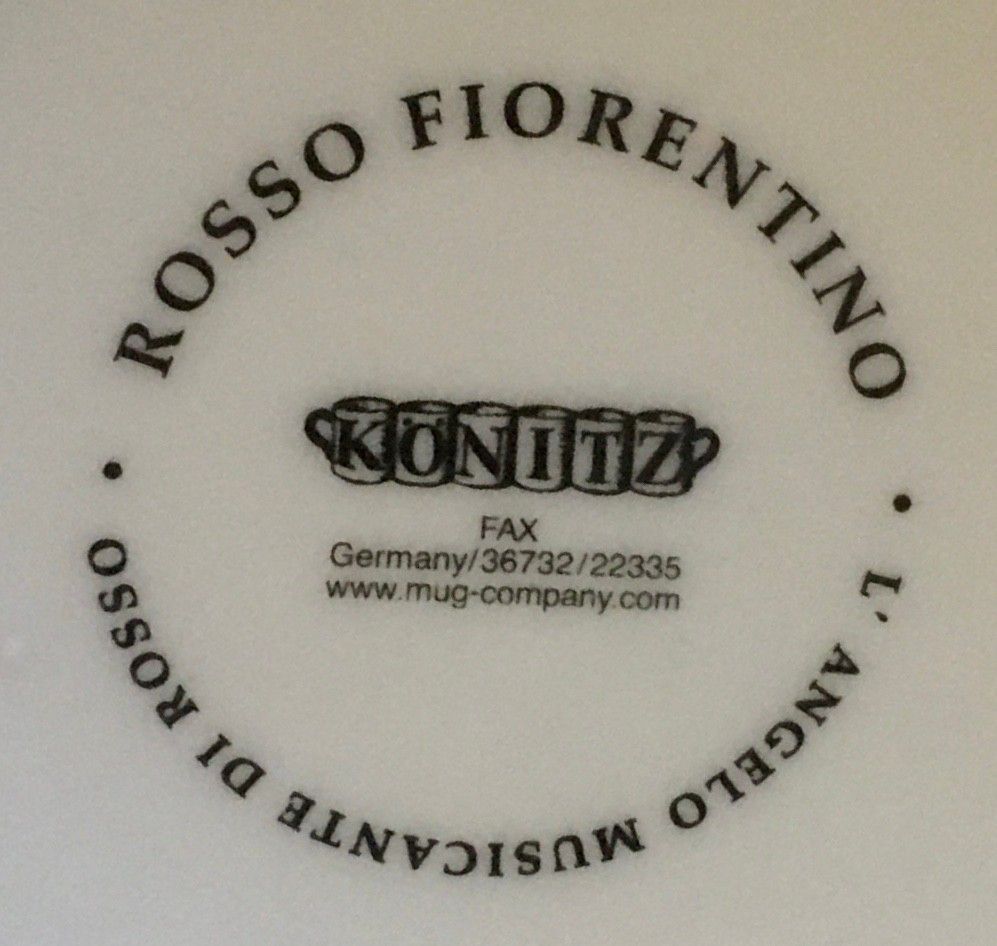 ROSSO FIORENTINO
KÖNITZ
FAX
Germany/36732/22335
www.mug-company.com
• L' ANGELO MUSICANTE DI ROSSO •